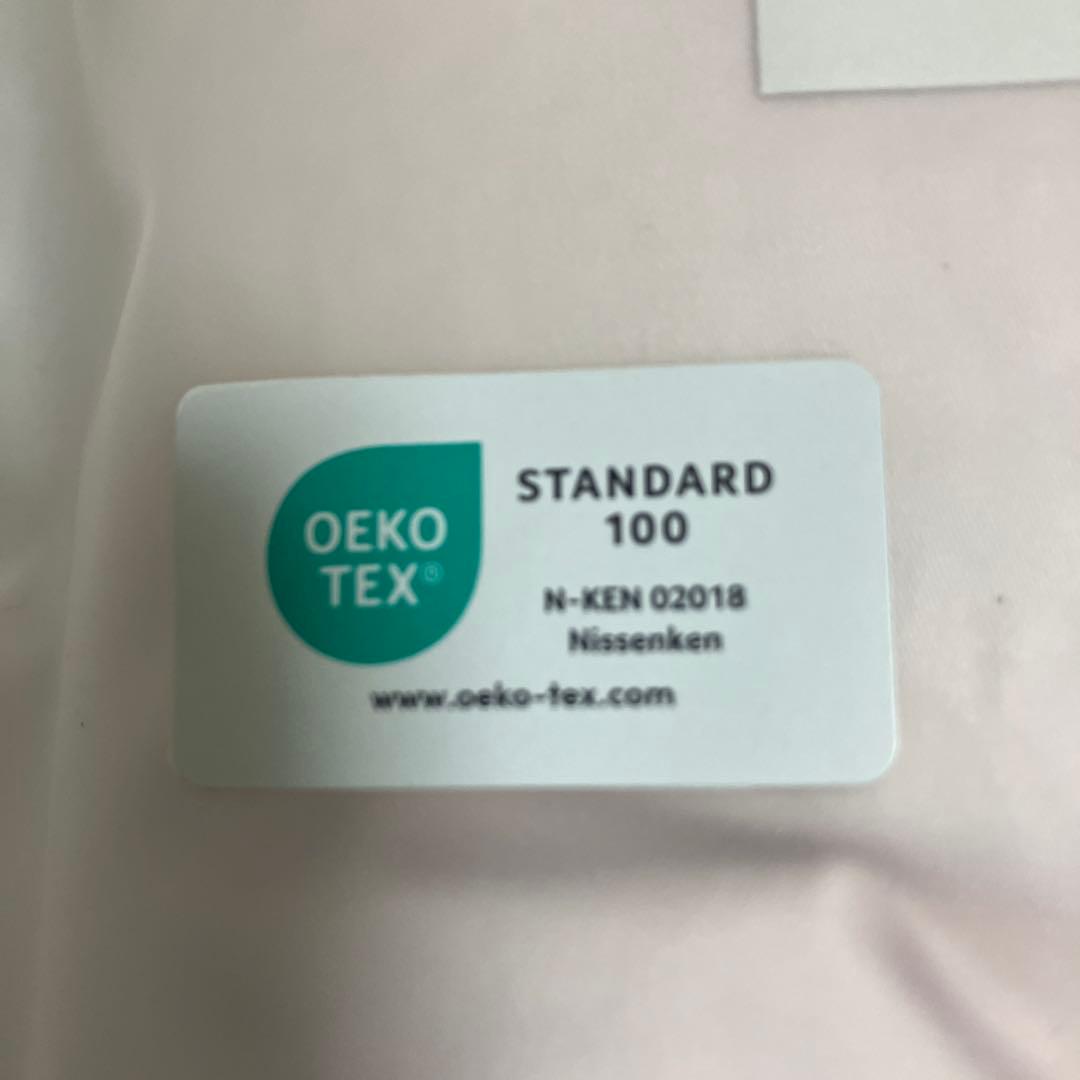 OEKO
TEX®
STANDARD
100
N-KEN 02018
Nissenken
www.oeko-tex.com